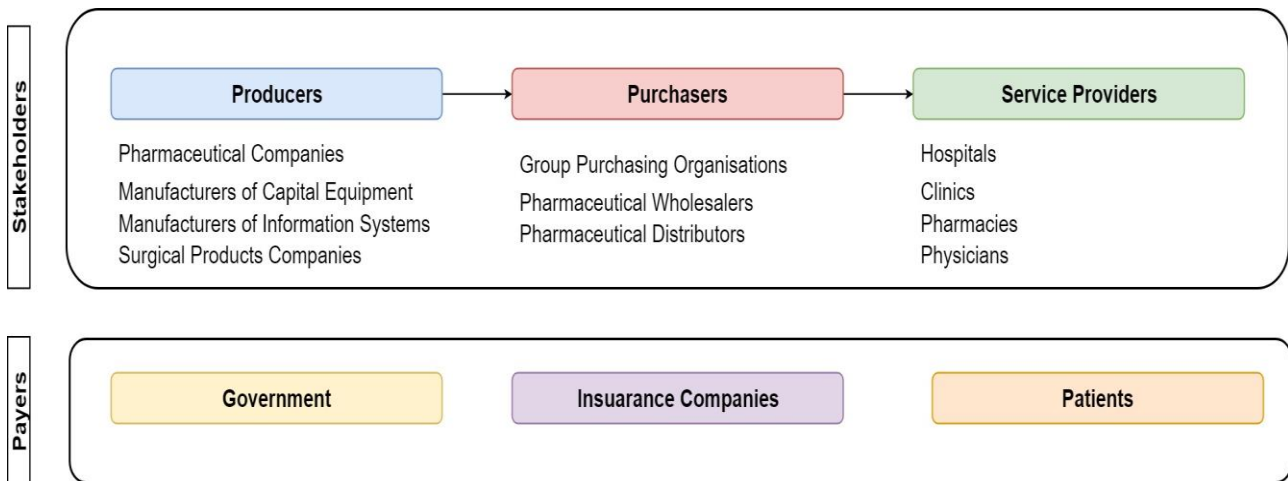 Stakeholders
Producers
Purchasers
Service Providers
Pharmaceutical Companies
Manufacturers of Capital Equipment
Manufacturers of Information Systems
Surgical Products Companies
Group Purchasing Organisations
Pharmaceutical Wholesalers
Pharmaceutical Distributors
Hospitals
Clinics
Pharmacies
Physicians
Payers
Government
Insuarance Companies
Patients